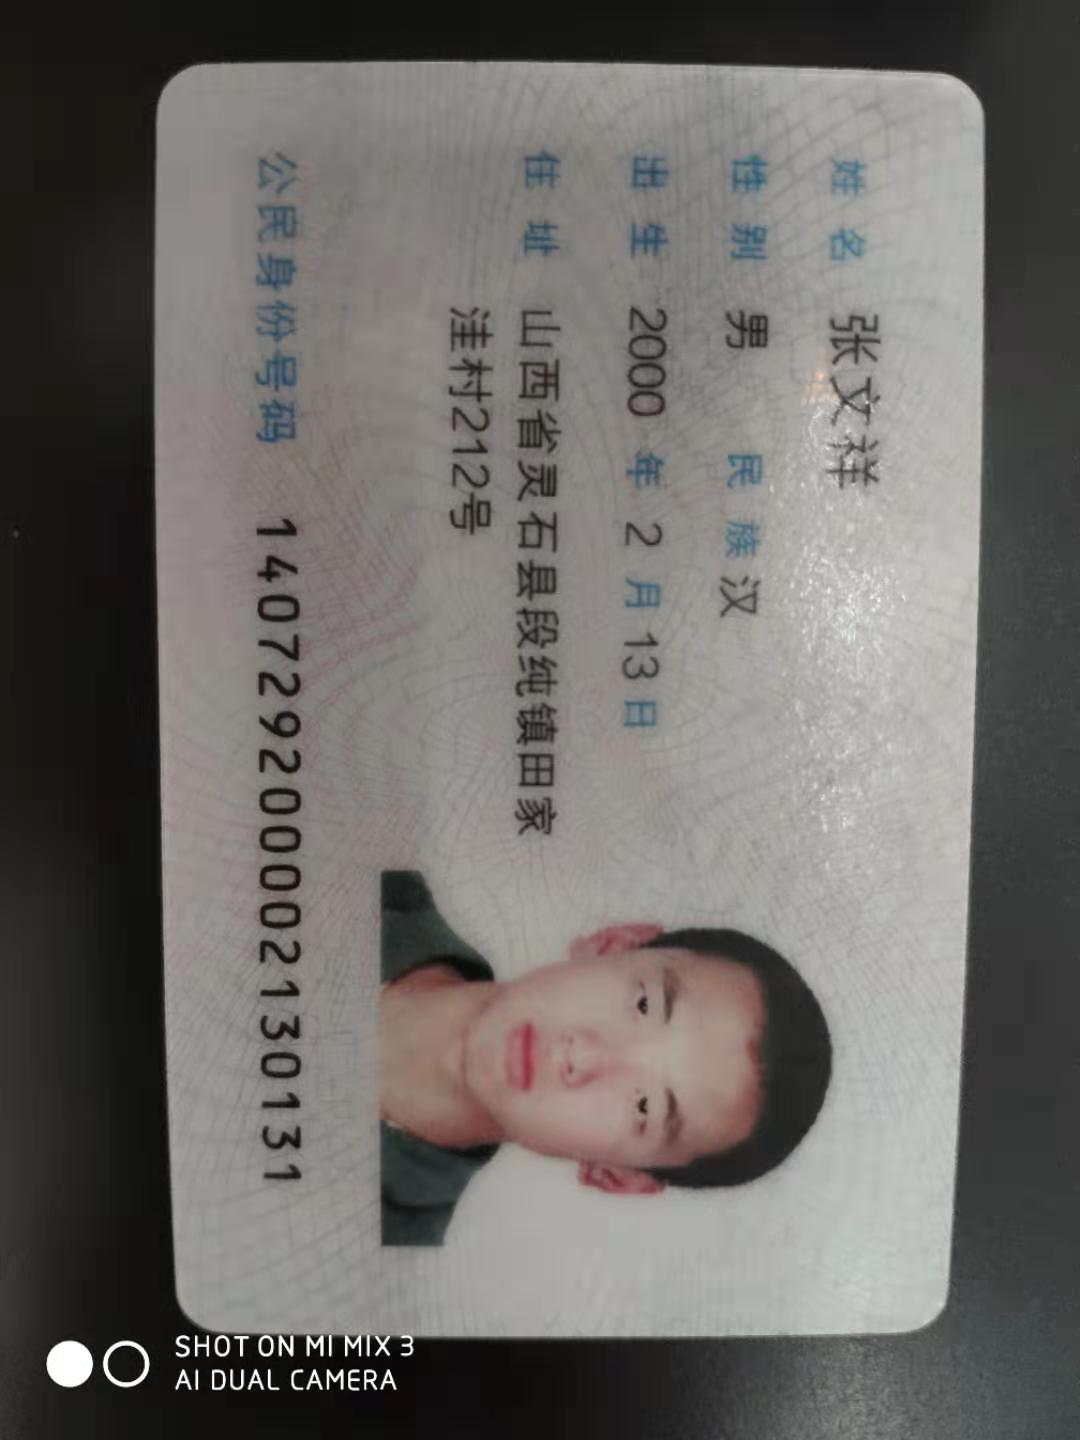 姓名 张文祥
性别 男 民族 汉
出生 2000 年 2 月 13 日
住址 山西省灵石县段纯镇田家
洼村212号
公民身份号码 140729200002130131
SHOT ON MI MIX 3
AI DUAL CAMERA